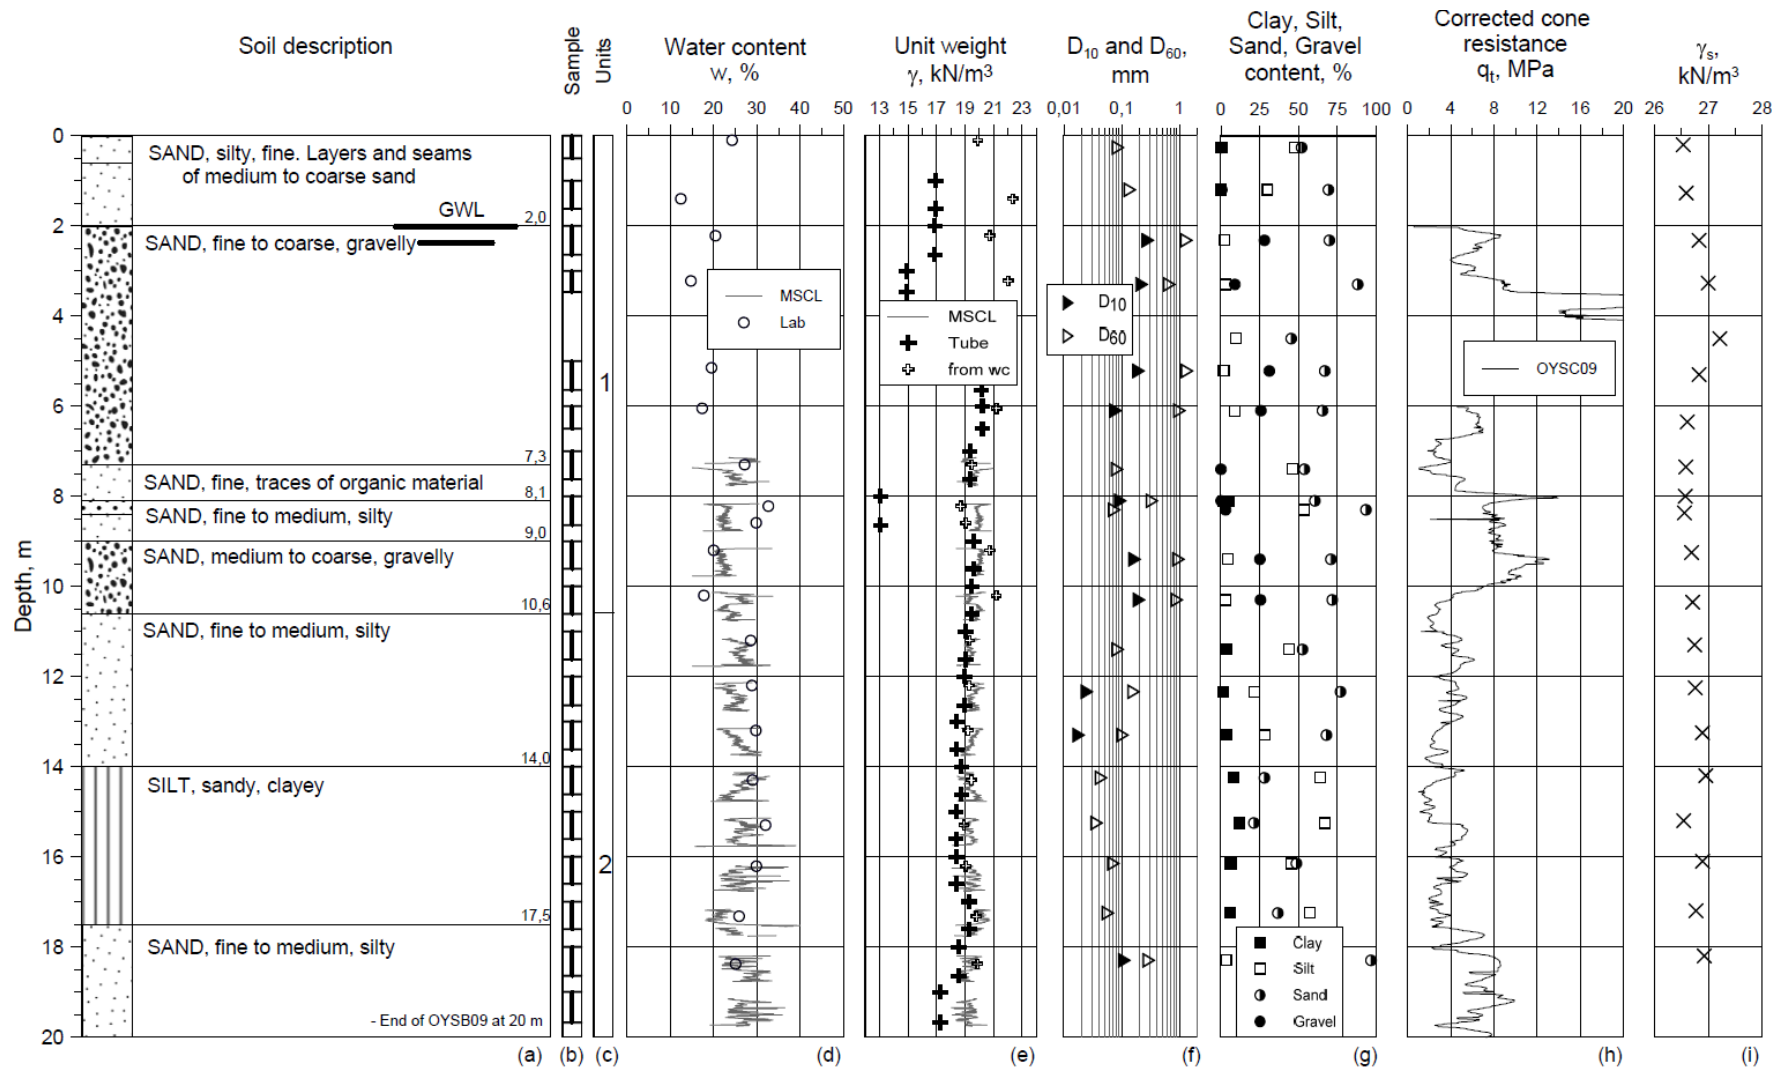 Soil description
Sample
Units
Water content
w, %
Unit weight
γ, kN/m³
D10 and D60,
mm
Clay, Silt,
Sand, Gravel
content, %
Corrected cone
resistance
qt, MPa
γs,
kN/m³
0 10 20 30 40 50
13 15 17 19 21 23
0,01 0,1 1
0 25 50 75 100
0 4 8 12 16 20
26 27 28
0
SAND, silty, fine. Layers and seams
of medium to coarse sand
GWL
2
2,0
SAND, fine to coarse, gravelly
MSCL
Lab
MSCL
Tube
from wc
D10
D60
OYSC09
4
1
6
7,3
SAND, fine, traces of organic material
8
8,1
SAND, fine to medium, silty
9,0
SAND, medium to coarse, gravelly
10
10,6
SAND, fine to medium, silty
Depth, m
12
14
14,0
SILT, sandy, clayey
16
2
17,5
18
SAND, fine to medium, silty
Clay
Silt
Sand
Gravel
- End of OYSB09 at 20 m
20
(a) (b) (c) (d) (e) (f) (g) (h) (i)